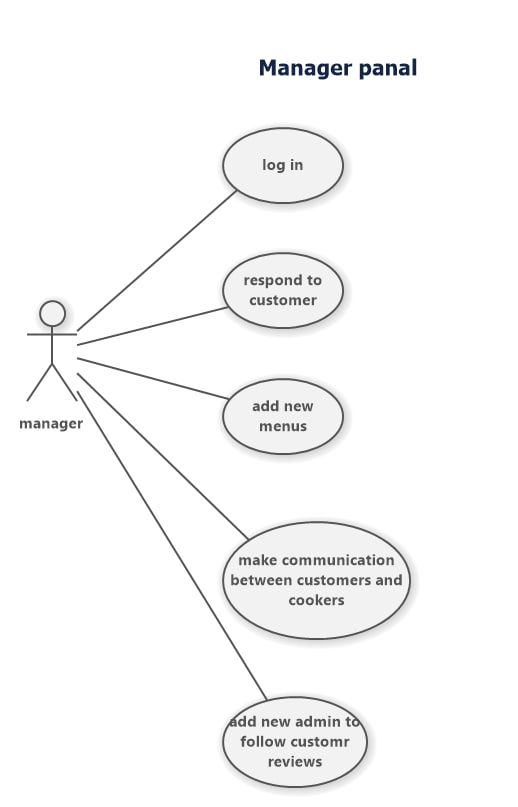 Manager panal
log in
respond to
customer
add new
menus
manager
make communication
between customers and
cookers
add new admin to
follow customr
reviews